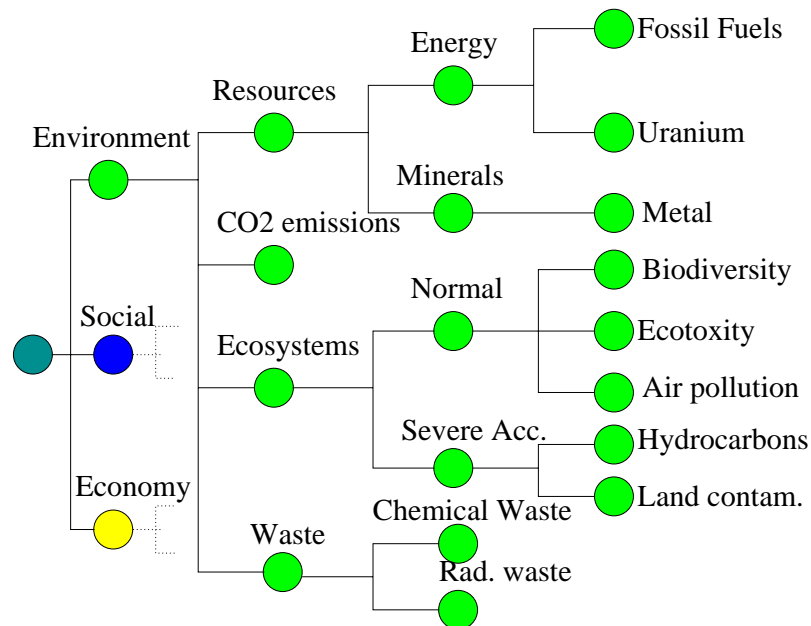 Energy
Fossil Fuels
Resources
Environment
Uranium
Minerals
CO2 emissions
Metal
Biodiversity
Normal
Social
Ecosystems
Ecotoxity
Air pollution
Severe Acc.
Hydrocarbons
Economy
Land contam.
Chemical Waste
Waste
Rad. waste